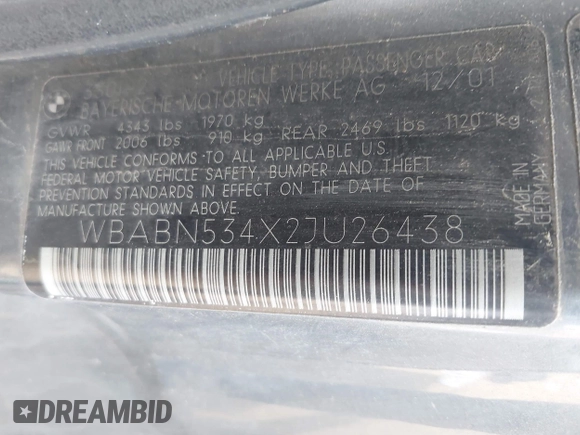 BMW
VEHICLE TYPE: PASSENGER CAR
BAYERISCHE MOTOREN WERKE AG 12/01
GVWR 4343 lbs 1970 kg
GAWR FRONT 2006 lbs 910 kg REAR 2469 lbs 1120 kg
THIS VEHICLE CONFORMS TO ALL APPLICABLE U.S.
FEDERAL MOTOR VEHICLE SAFETY, BUMPER AND THEFT
PREVENTION STANDARDS IN EFFECT ON THE DATE OF
MANUFACTURE SHOWN ABOVE
MADE IN
GERMANY
WBABN534X2JU26438
DREAMBID